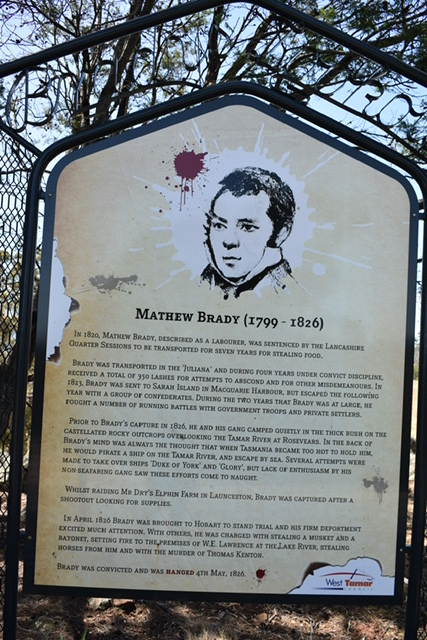 MATHEW BRADY (1799 - 1826)
IN 1820, MATHEW BRADY, DESCRIBED AS A LABOURER, WAS SENTENCED BY THE LANCASHIRE
QUARTER SESSIONS TO BE TRANSPORTED FOR SEVEN YEARS FOR STEALING FOOD.
BRADY WAS TRANSPORTED IN THE 'JULIANA' AND DURING FOUR YEARS UNDER CONVICT DISCIPLINE,
RECEIVED A TOTAL OF 350 LASHES FOR ATTEMPTS TO ABSCOND AND FOR OTHER MISDEMEANOURS. IN
1823, BRADY WAS SENT TO SARAH ISLAND IN MACQUARIE HARBOUR, BUT ESCAPED THE FOLLOWING
YEAR WITH A GROUP OF CONFEDERATES. DURING THE TWO YEARS THAT BRADY WAS AT LARGE, HE
FOUGHT A NUMBER OF RUNNING BATTLES WITH GOVERNMENT TROOPS AND PRIVATE SETTLERS.
PRIOR TO BRADY'S CAPTURE IN 1826, HE AND HIS GANG CAMPED QUIETLY IN THE THICK BUSH ON THE
CASTELLATED ROCKY OUTCROPS OVERLOOKING THE TAMAR RIVER AT ROSEVEARS. IN THE BACK OF
BRADY'S MIND WAS ALWAYS THE THOUGHT THAT WHEN TASMANIA BECAME TOO HOT TO HOLD HIM,
HE WOULD PIRATE A SHIP ON THE TAMAR RIVER, AND ESCAPE BY SEA. SEVERAL ATTEMPTS WERE
MADE TO TAKE OVER SHIPS 'DUKE OF YORK' AND 'GLORY', BUT LACK OF ENTHUSIASM BY HIS
NON-SEAFARING GANG SAW THESE EFFORTS COME TO NAUGHT.
WHILST RAIDING MR DRY'S ELPHIN FARM IN LAUNCESTON, BRADY WAS CAPTURED AFTER A
SHOOTOUT LOOKING FOR SUPPLIES.
IN APRIL 1826 BRADY WAS BROUGHT TO HOBART TO STAND TRIAL AND HIS FIRM DEPORTMENT
EXCITED MUCH ATTENTION. WITH OTHERS, HE WAS CHARGED WITH STEALING A MUSKET AND A
BAYONET, SETTING FIRE TO THE PREMISES OF W.E. LAWRENCE AT THE LAKE RIVER, STEALING
HORSES FROM HIM AND WITH THE MURDER OF THOMAS KENTON.
BRADY WAS CONVICTED AND WAS HANGED 4TH MAY, 1826.
West Tamar
COUNCIL